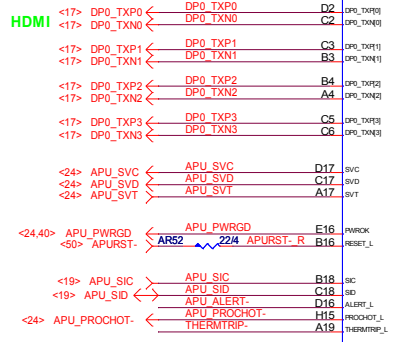 <17> DP0_TXP0 DP0_TXP0 D2 DP0_TXP[0]
HDMI <17> DP0_TXN0 DP0_TXN0 C2 DP0_TXN[0]
<17> DP0_TXP1 DP0_TXP1 C3 DP0_TXP[1]
<17> DP0_TXN1 DP0_TXN1 B3 DP0_TXN[1]
<17> DP0_TXP2 DP0_TXP2 B4 DP0_TXP[2]
<17> DP0_TXN2 DP0_TXN2 A4 DP0_TXN[2]
<17> DP0_TXP3 DP0_TXP3 C5 DP0_TXP[3]
<17> DP0_TXN3 DP0_TXN3 C6 DP0_TXN[3]
<24> APU_SVC APU_SVC D17 SVC
<24> APU_SVD APU_SVD C17 SVD
<24> APU_SVT APU_SVT A17 SVT
<24,40> APU_PWRGD APU_PWRGD E16 PWROK
<50> APURST- AR52 22/4 APURST-_R B16 RESET_L
<19> APU_SIC APU_SIC B18 SIC
<19> APU_SID APU_SID C18 SID
APU_ALERT- D16 ALERT_L
<24> APU_PROCHOT- APU_PROCHOT- H15 PROCHOT_L
THERMTRIP- A19 THERMTRIP_L